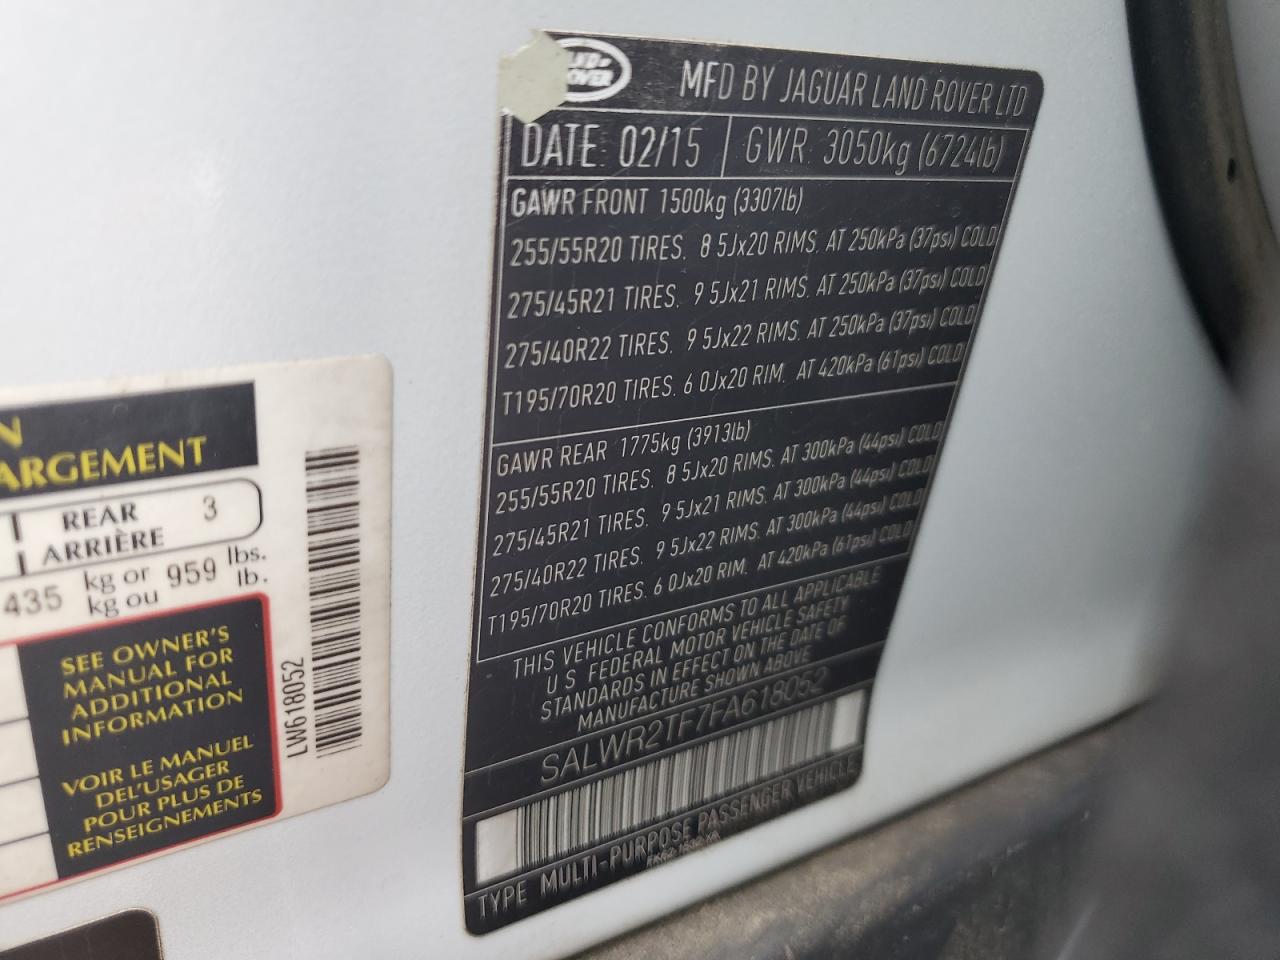 N
ARGEMENT
REAR 3
ARRIÈRE
435 kg or 959 lbs.
kg ou lb.
SEE OWNER'S
MANUAL FOR
ADDITIONAL
INFORMATION
VOIR LE MANUEL
DEL'USAGER
POUR PLUS DE
RENSEIGNEMENTS
LW618052
LAND-
ROVER
MFD BY JAGUAR LAND ROVER LTD
DATE: 02/15 GWR: 3050kg (6724lb)
GAWR FRONT 1500kg (3307lb)
255/55R20 TIRES. 8.5Jx20 RIMS. AT 250kPa (37psi) COLD
275/45R21 TIRES. 9.5Jx21 RIMS. AT 250kPa (37psi) COLD
275/40R22 TIRES. 9.5Jx22 RIMS. AT 250kPa (37psi) COLD
T195/70R20 TIRES. 6.0Jx20 RIM. AT 420kPa (61psi) COLD
GAWR REAR 1775kg (3913lb)
255/55R20 TIRES. 8.5Jx20 RIMS. AT 300kPa (44psi) COLD
275/45R21 TIRES. 9.5Jx21 RIMS. AT 300kPa (44psi) COLD
275/40R22 TIRES. 9.5Jx22 RIMS. AT 300kPa (44psi) COLD
T195/70R20 TIRES. 6.0Jx20 RIM. AT 420kPa (61psi) COLD
THIS VEHICLE CONFORMS TO ALL APPLICABLE
U.S. FEDERAL MOTOR VEHICLE SAFETY
STANDARDS IN EFFECT ON THE DATE OF
MANUFACTURE SHOWN ABOVE
SALWR2TF7FA618052
TYPE MULTI-PURPOSE PASSENGER VEHICLE